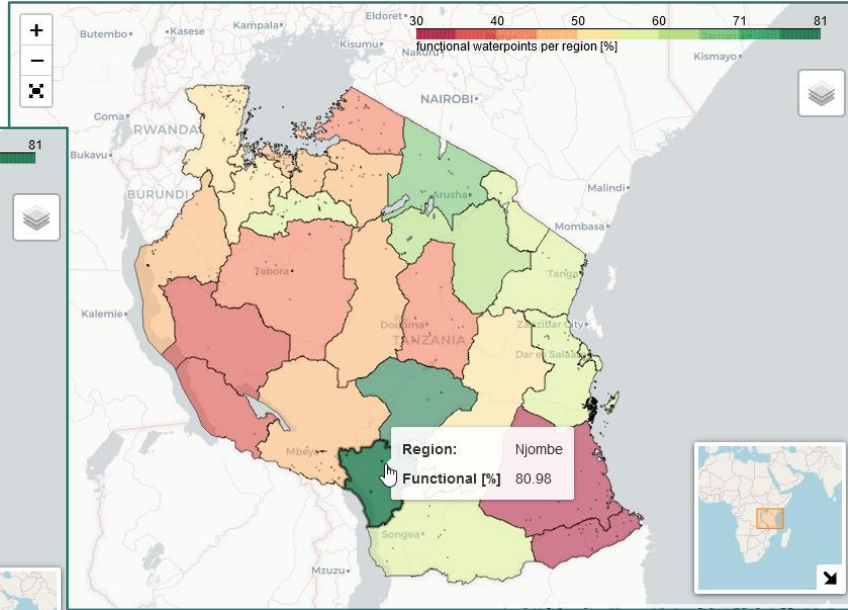 30 40 50 60 71 81
functional waterpoints per region [%]
+
−
81
Butembo
Kasese
Kampala
Eldoret
Kisumu
Nakuru
Kismayo
NAIROBI
Goma
RWANDA
Bukavu
BURUNDI
Arusha
Malindi
Mombasa
Tabora
Tanga
Kalemie
Dodoma
Zanzibar City
TANZANIA
Dar es Salaam
Mbeya
Region: Njombe
Functional [%] 80.98
Songea
Mzuzu